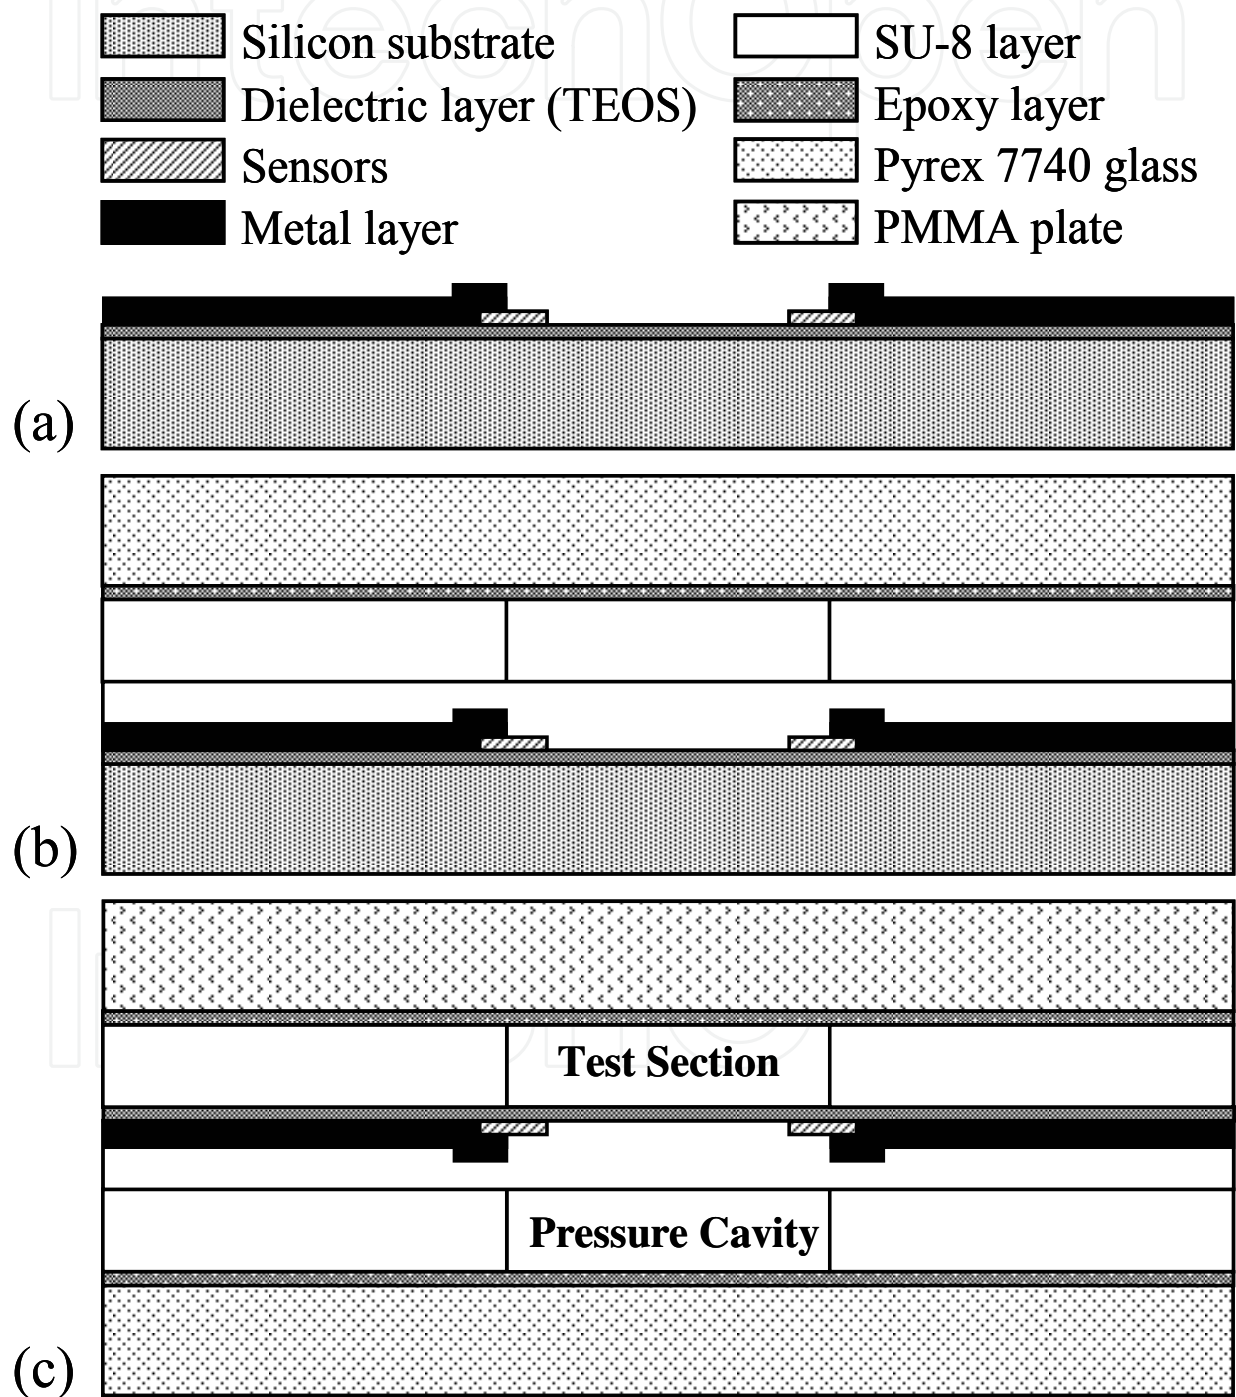 Silicon substrate
SU-8 layer
Dielectric layer (TEOS)
Epoxy layer
Sensors
Pyrex 7740 glass
Metal layer
PMMA plate
(a)
(b)
Test Section
Pressure Cavity
(c)
IntechOpen